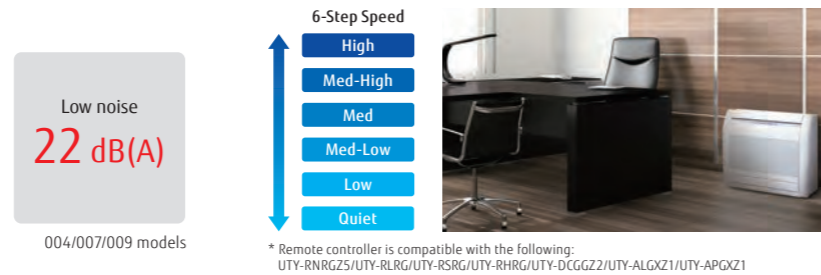 6-Step Speed
High
Med-High
Med
Med-Low
Low
Quiet
Low noise
22 dB(A)
004/007/009 models
* Remote controller is compatible with the following:
UTY-RNRGZ5/UTY-RLRG/UTY-RSRG/UTY-RHRG/UTY-DCGGZ2/UTY-ALGXZ1/UTY-APGXZ1